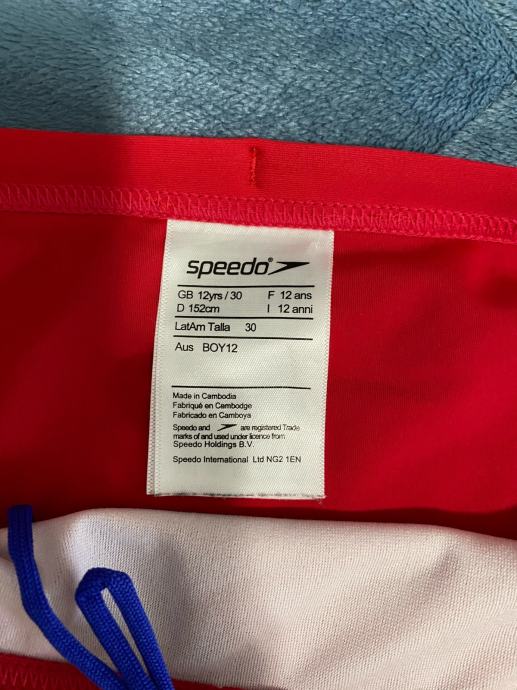 speedo®
GB 12yrs / 30 F 12 ans
D 152cm I 12 anni
LatAm Talla 30
Aus BOY12
Made in Cambodia
Fabriqué en Cambodge
Fabricado en Camboya
Speedo and are registered Trade
marks of and used under licence from
Speedo Holdings B.V.
Speedo International Ltd NG2 1EN